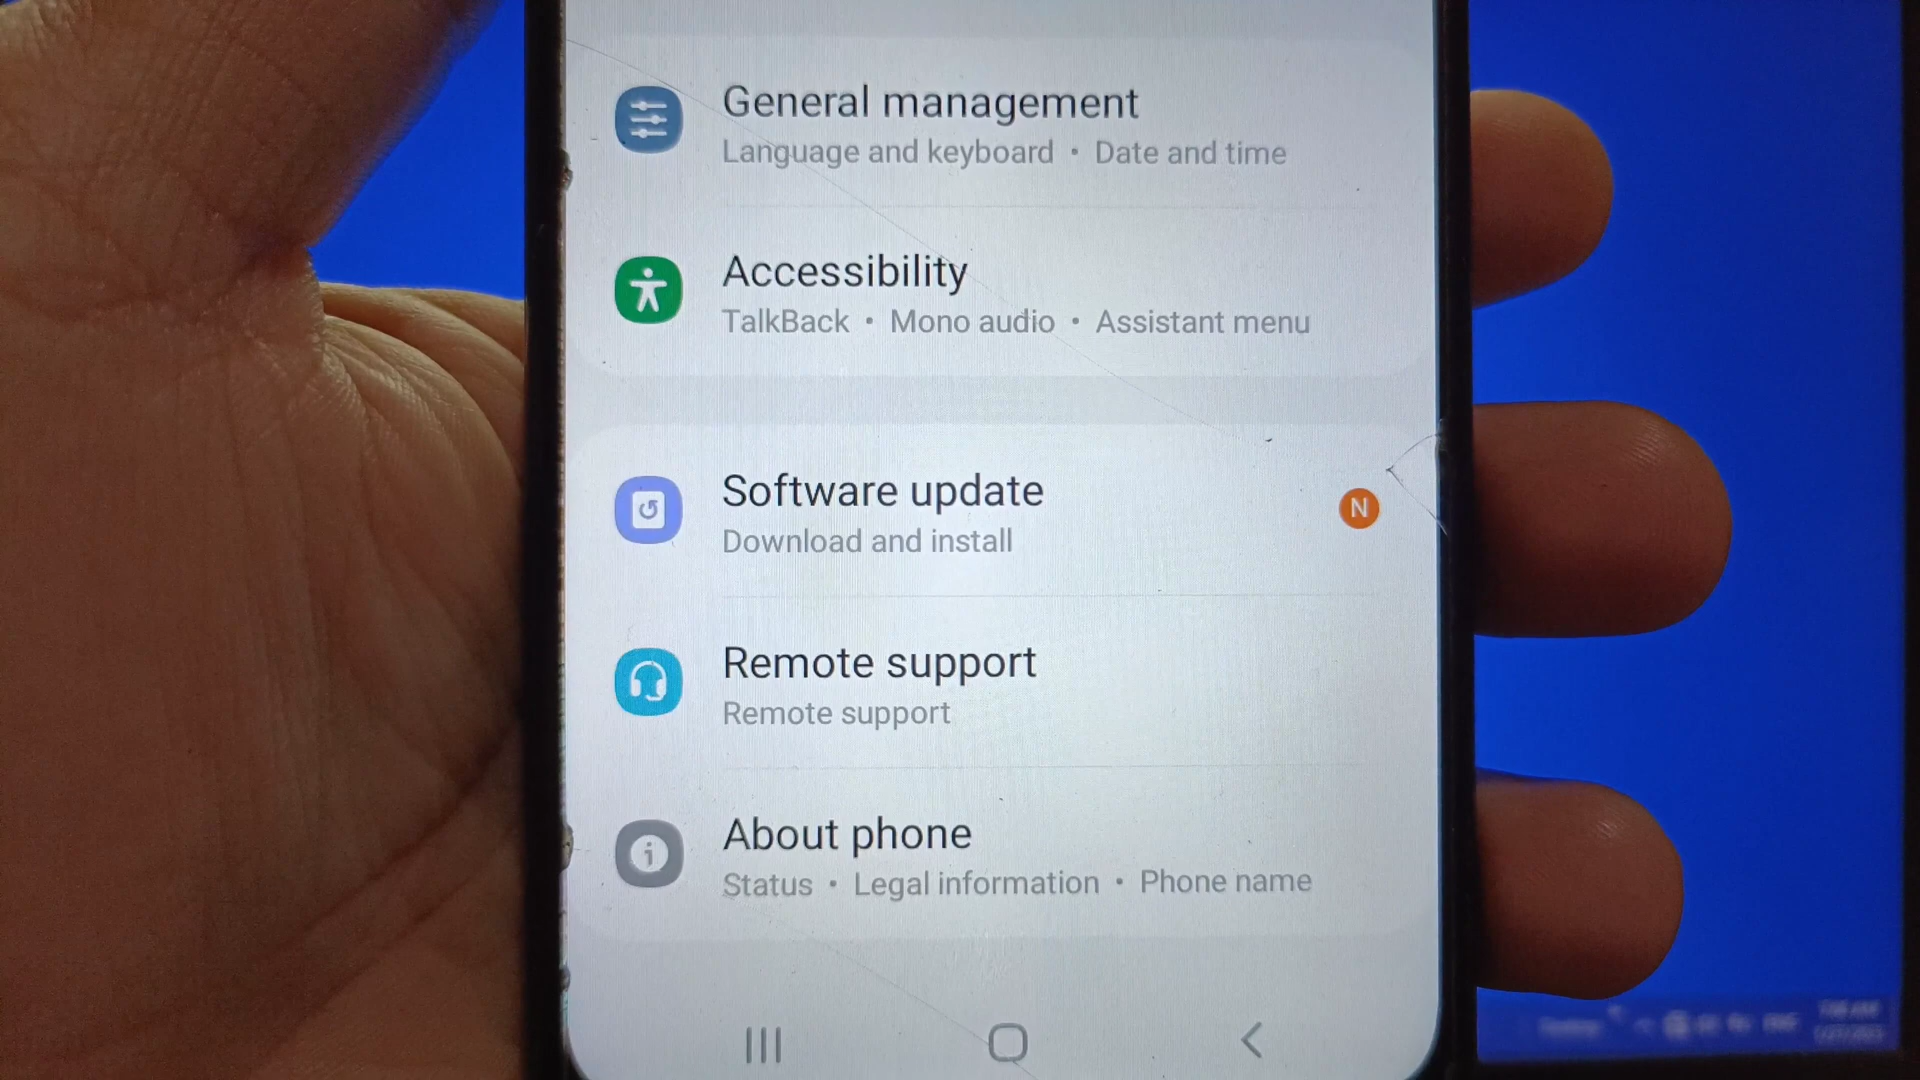 General management
Language and keyboard • Date and time
Accessibility
TalkBack • Mono audio • Assistant menu
Software update
N
Download and install
Remote support
Remote support
About phone
Status • Legal information • Phone name